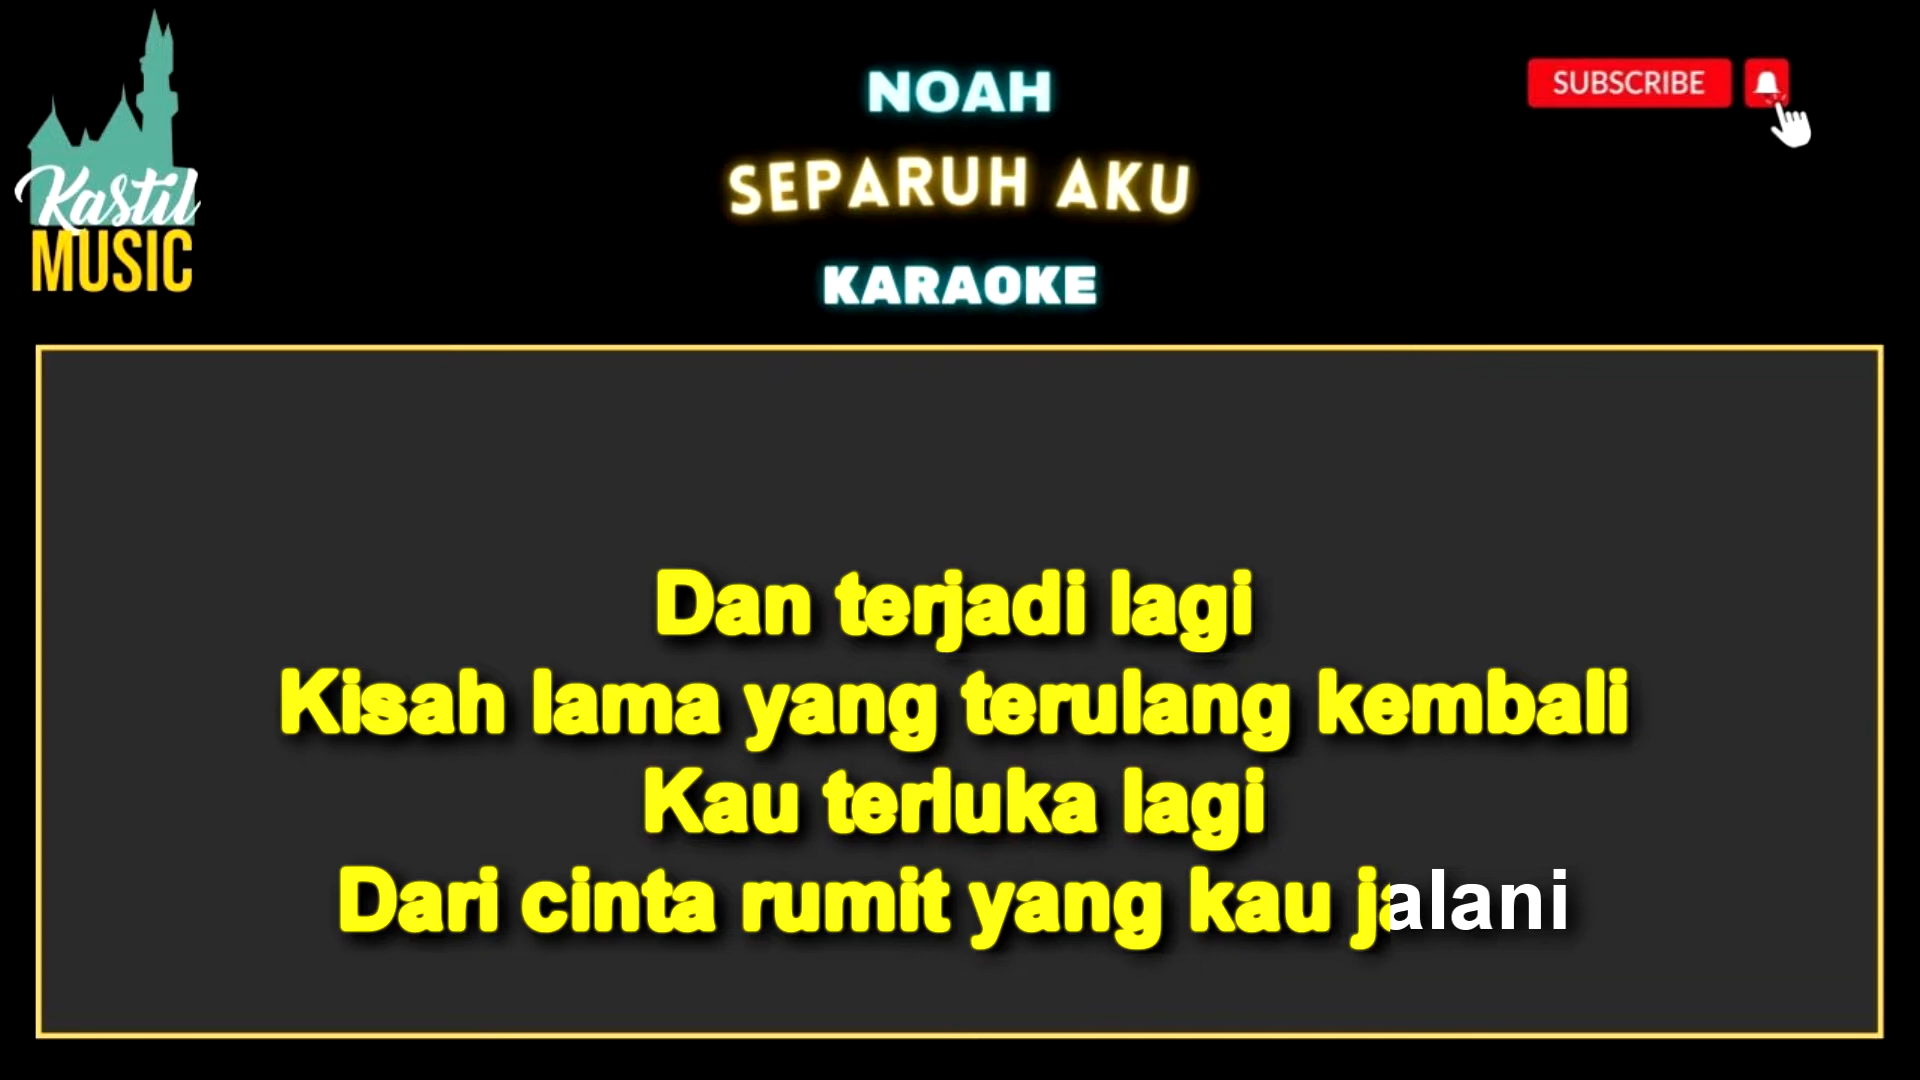 Kastil
MUSIC
NOAH
SEPARUH AKU
KARAOKE
SUBSCRIBE
Dan terjadi lagi
Kisah lama yang terulang kembali
Kau terluka lagi
Dari cinta rumit yang kau jalani